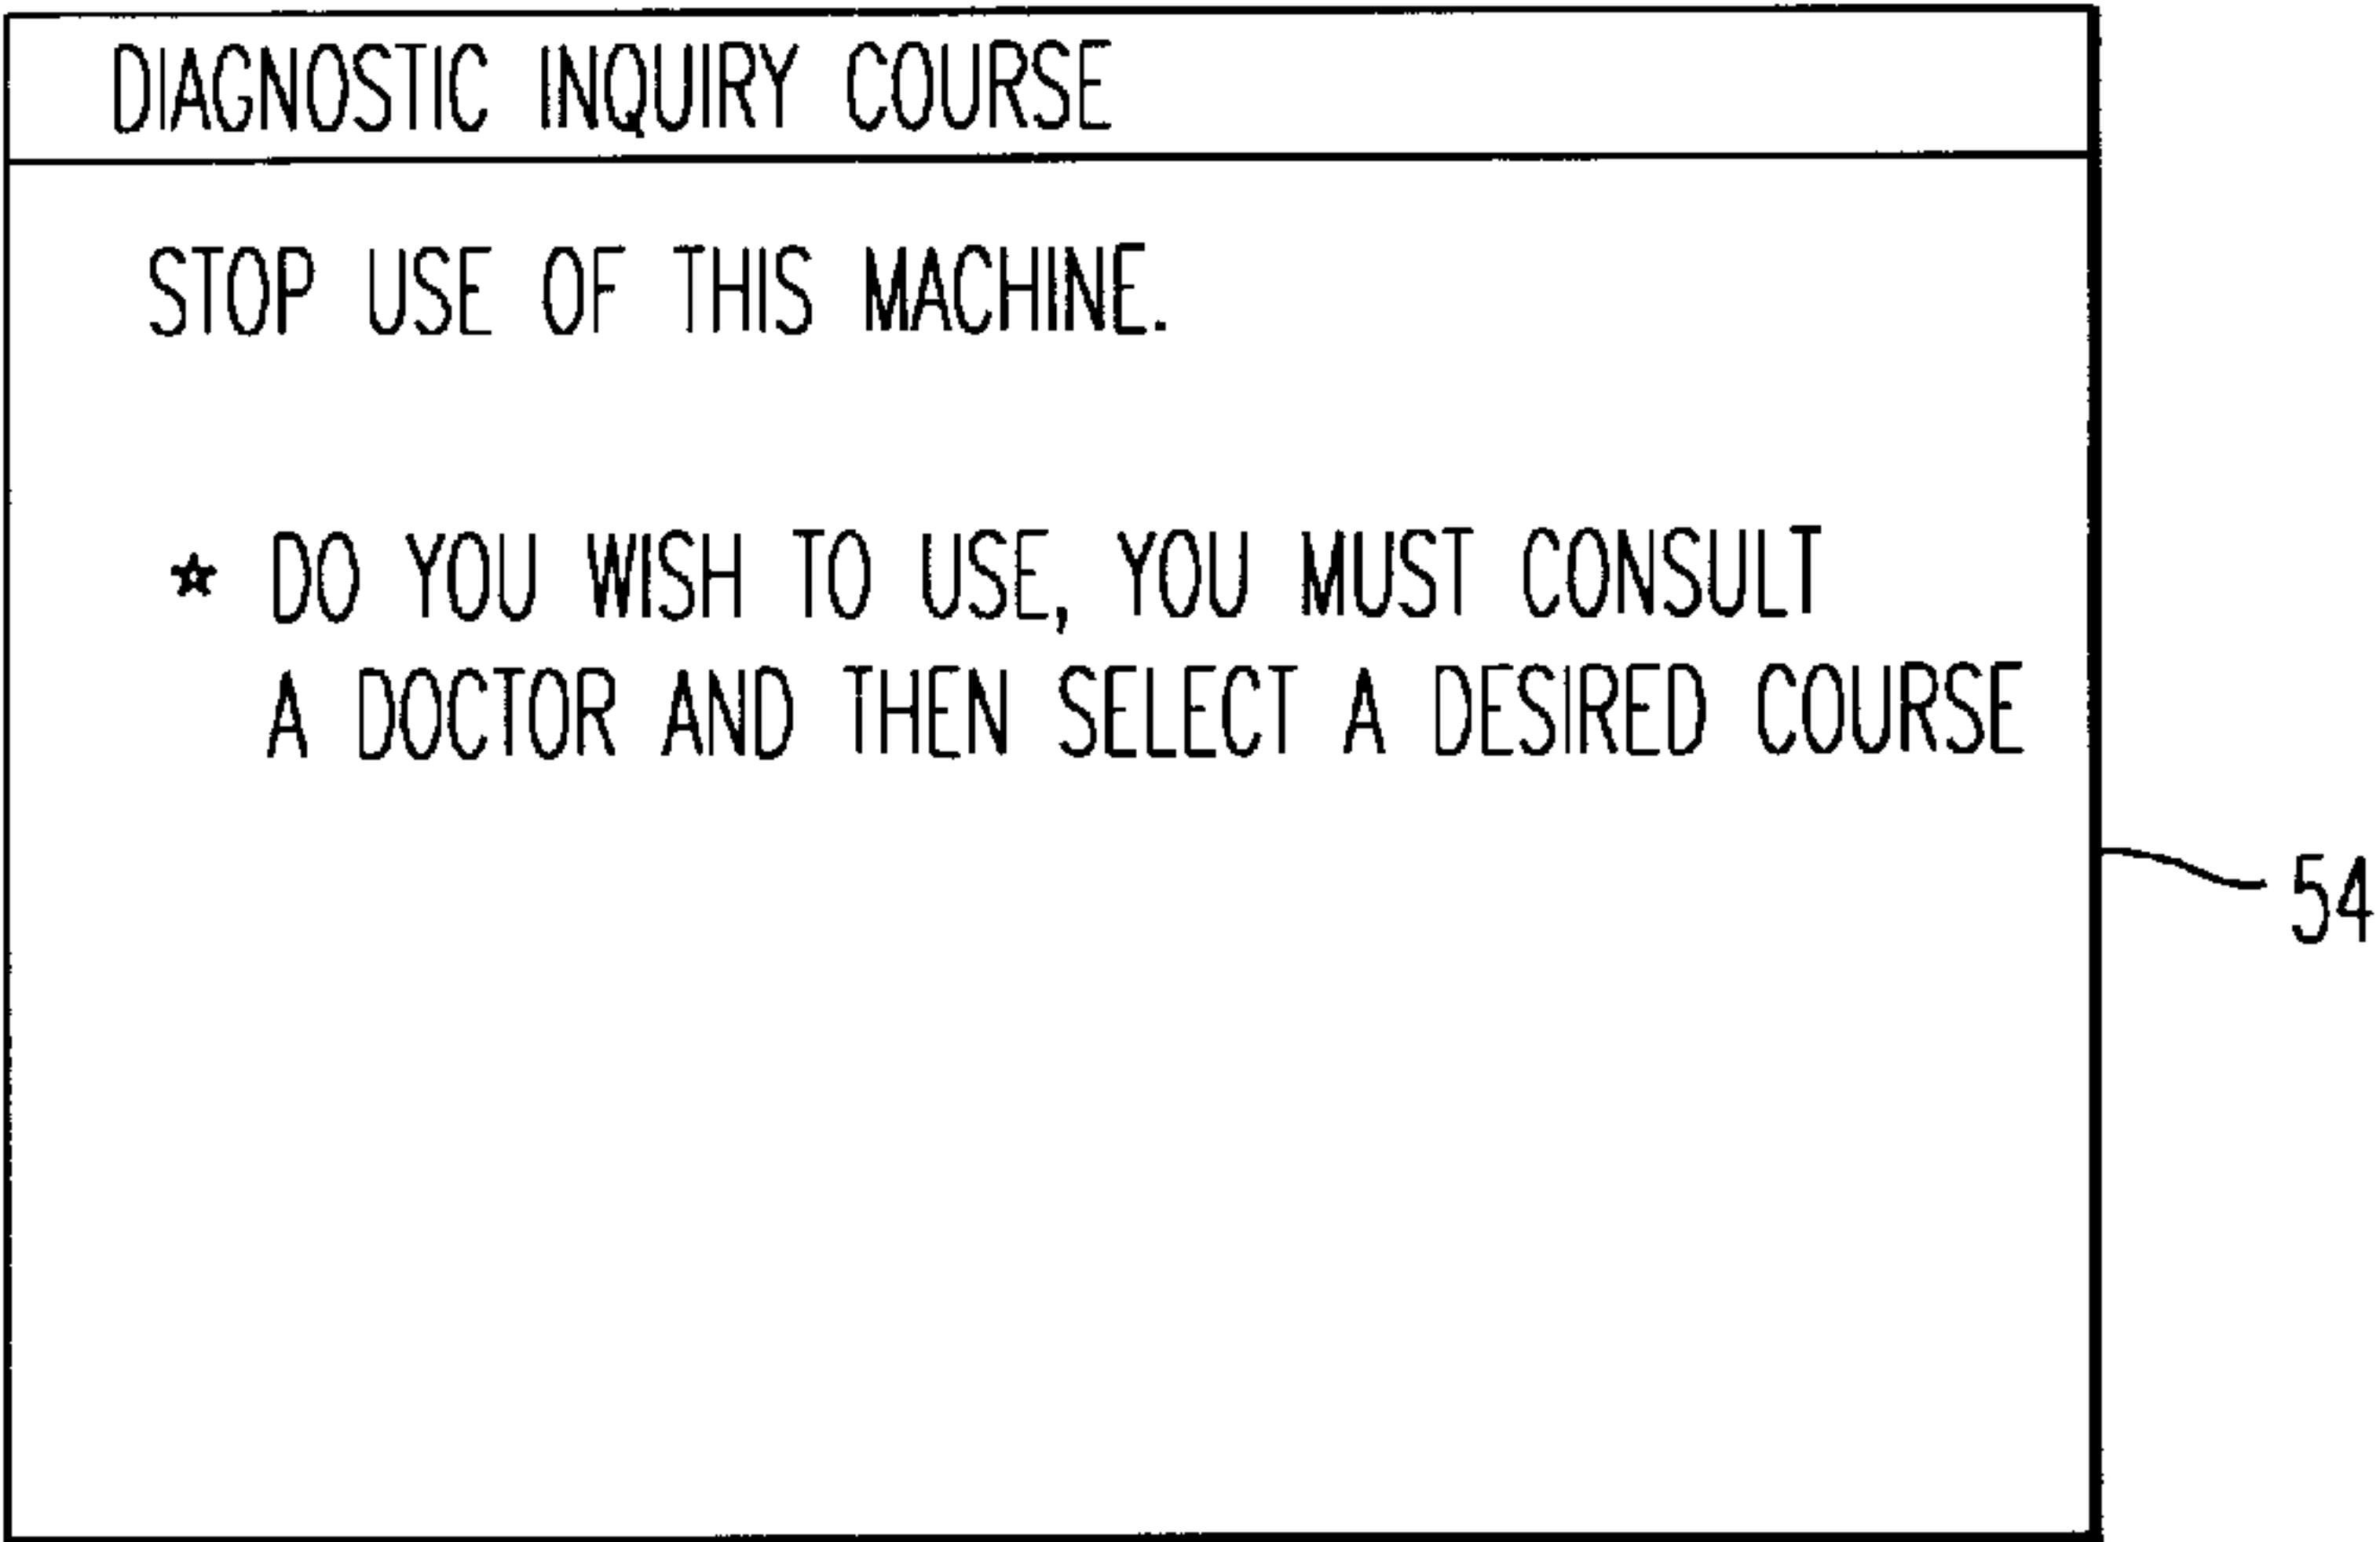 DIAGNOSTIC INQUIRY COURSE
STOP USE OF THIS MACHINE.
* DO YOU WISH TO USE, YOU MUST CONSULT
A DOCTOR AND THEN SELECT A DESIRED COURSE
54